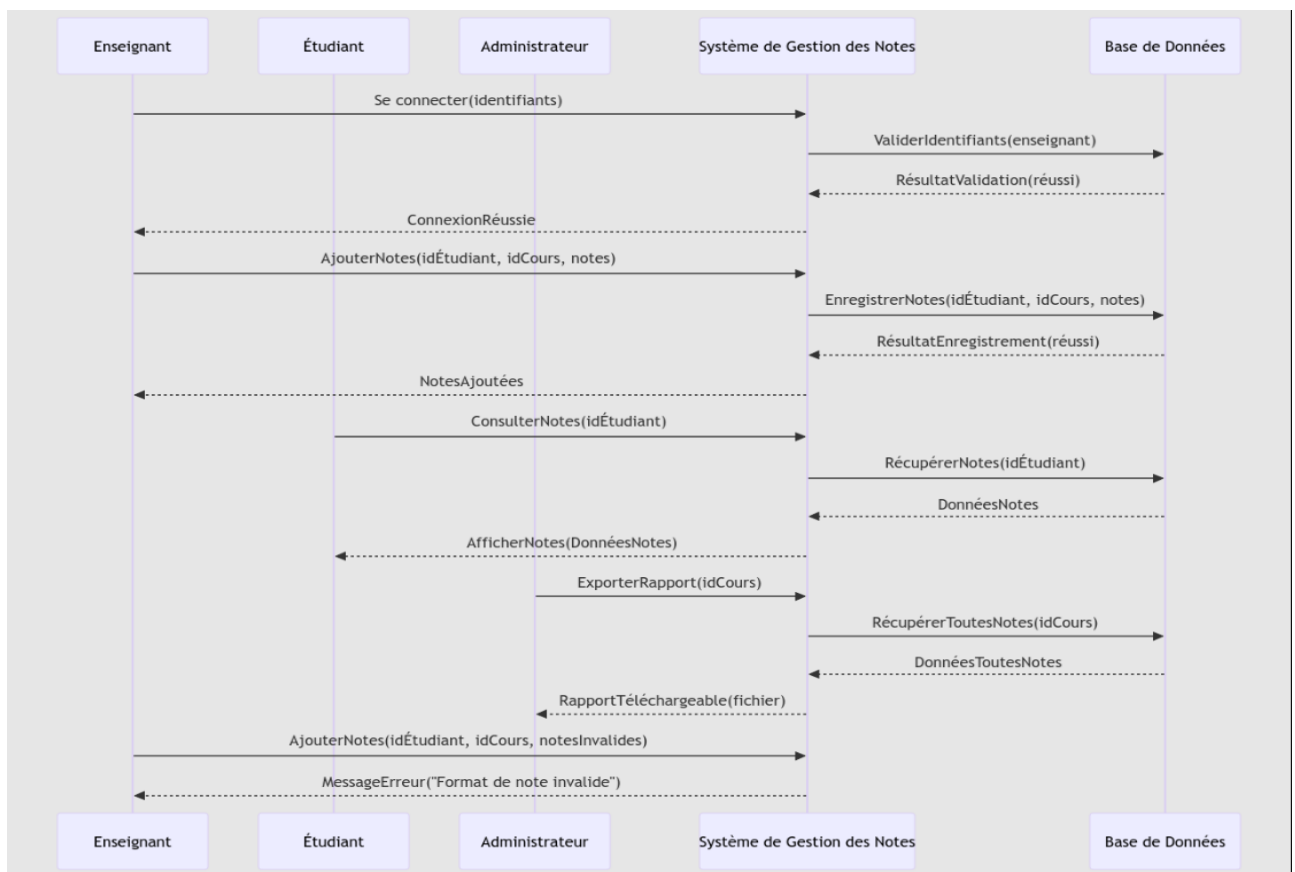 Enseignant
Étudiant
Administrateur
Système de Gestion des Notes
Base de Données
Se connecter(identifiants)
ValiderIdentifiants(enseignant)
RésultatValidation(réussi)
ConnexionRéussie
AjouterNotes(idÉtudiant, idCours, notes)
EnregistrerNotes(idÉtudiant, idCours, notes)
RésultatEnregistrement(réussi)
NotesAjoutées
ConsulterNotes(idÉtudiant)
RécupérerNotes(idÉtudiant)
DonnéesNotes
AfficherNotes(DonnéesNotes)
ExporterRapport(idCours)
RécupérerToutesNotes(idCours)
DonnéesToutesNotes
RapportTéléchargeable(fichier)
AjouterNotes(idÉtudiant, idCours, notesInvalides)
MessageErreur("Format de note invalide")
Enseignant
Étudiant
Administrateur
Système de Gestion des Notes
Base de Données